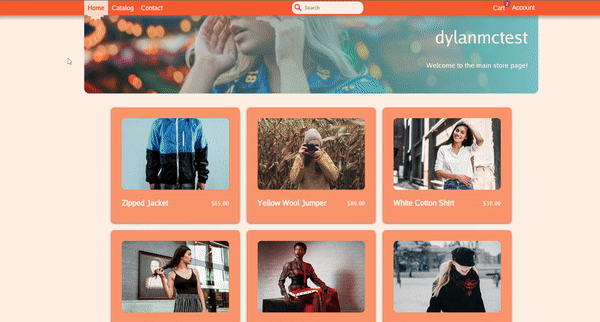 Home Catalog Contact Search Cart Account
dylanmctest
Welcome to the main store page!
Zipped Jacket $65.00 Yellow Wool Jumper $80.00 White Cotton Shirt $30.00